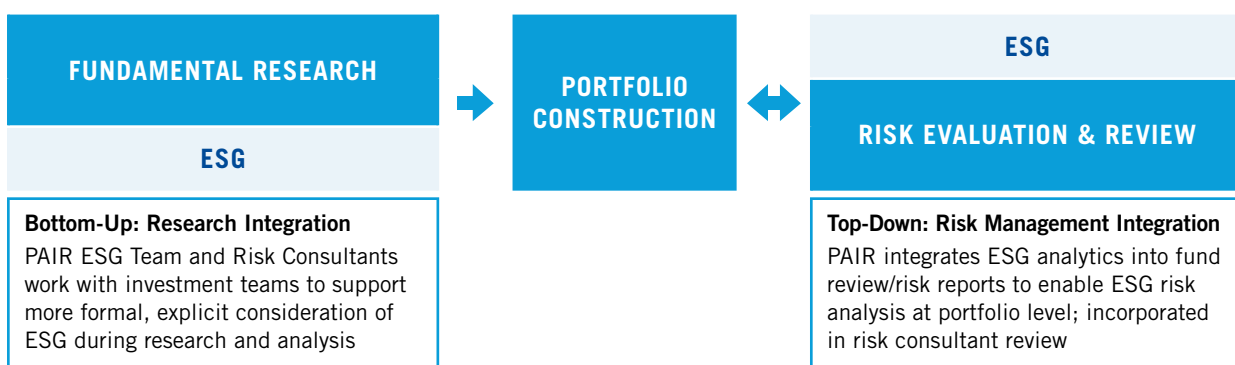 FUNDAMENTAL RESEARCH
ESG
Bottom-Up: Research Integration
PAIR ESG Team and Risk Consultants
work with investment teams to support
more formal, explicit consideration of
ESG during research and analysis
PORTFOLIO
CONSTRUCTION
ESG
RISK EVALUATION & REVIEW
Top-Down: Risk Management Integration
PAIR integrates ESG analytics into fund
review/risk reports to enable ESG risk
analysis at portfolio level; incorporated
in risk consultant review